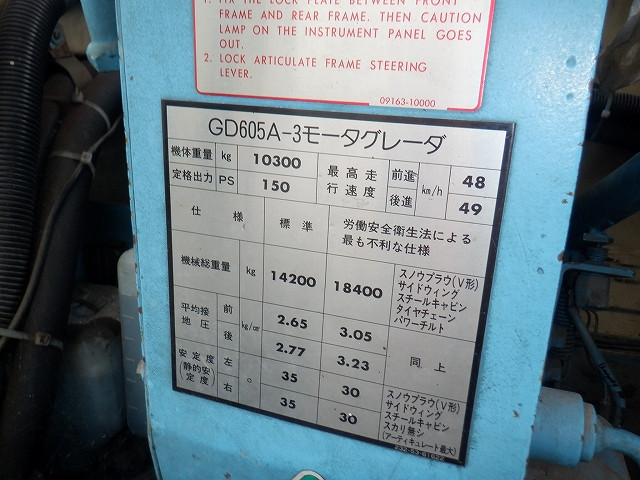 1. FIX THE LOCK PLATE BETWEEN FRONT
FRAME AND REAR FRAME. THEN CAUTION
LAMP ON THE INSTRUMENT PANEL GOES
OUT.
2. LOCK ARTICULATE FRAME STEERING
LEVER.
09163-10000
GD605A-3モータグレーダ
機体重量 kg 10300
定格出力 PS 150
最高走行速度 前進 km/h 48
後進 49
仕様 標準 労働安全衛生法による
最も不利な仕様
機械総重量 kg 14200 18400
スノウプラウ(V形)
サイドウィング
スチールキャビン
タイヤチェーン
パワーチルト
平均接地圧 前 kg/cm² 2.65 3.05
後 2.77 3.23
同上
安定度(静的安定度) 左 ° 35 30
右 35 30
スノウプラウ(V形)
サイドウィング
スチールキャビン
スカリ無シ
(アーティキュレート最大)